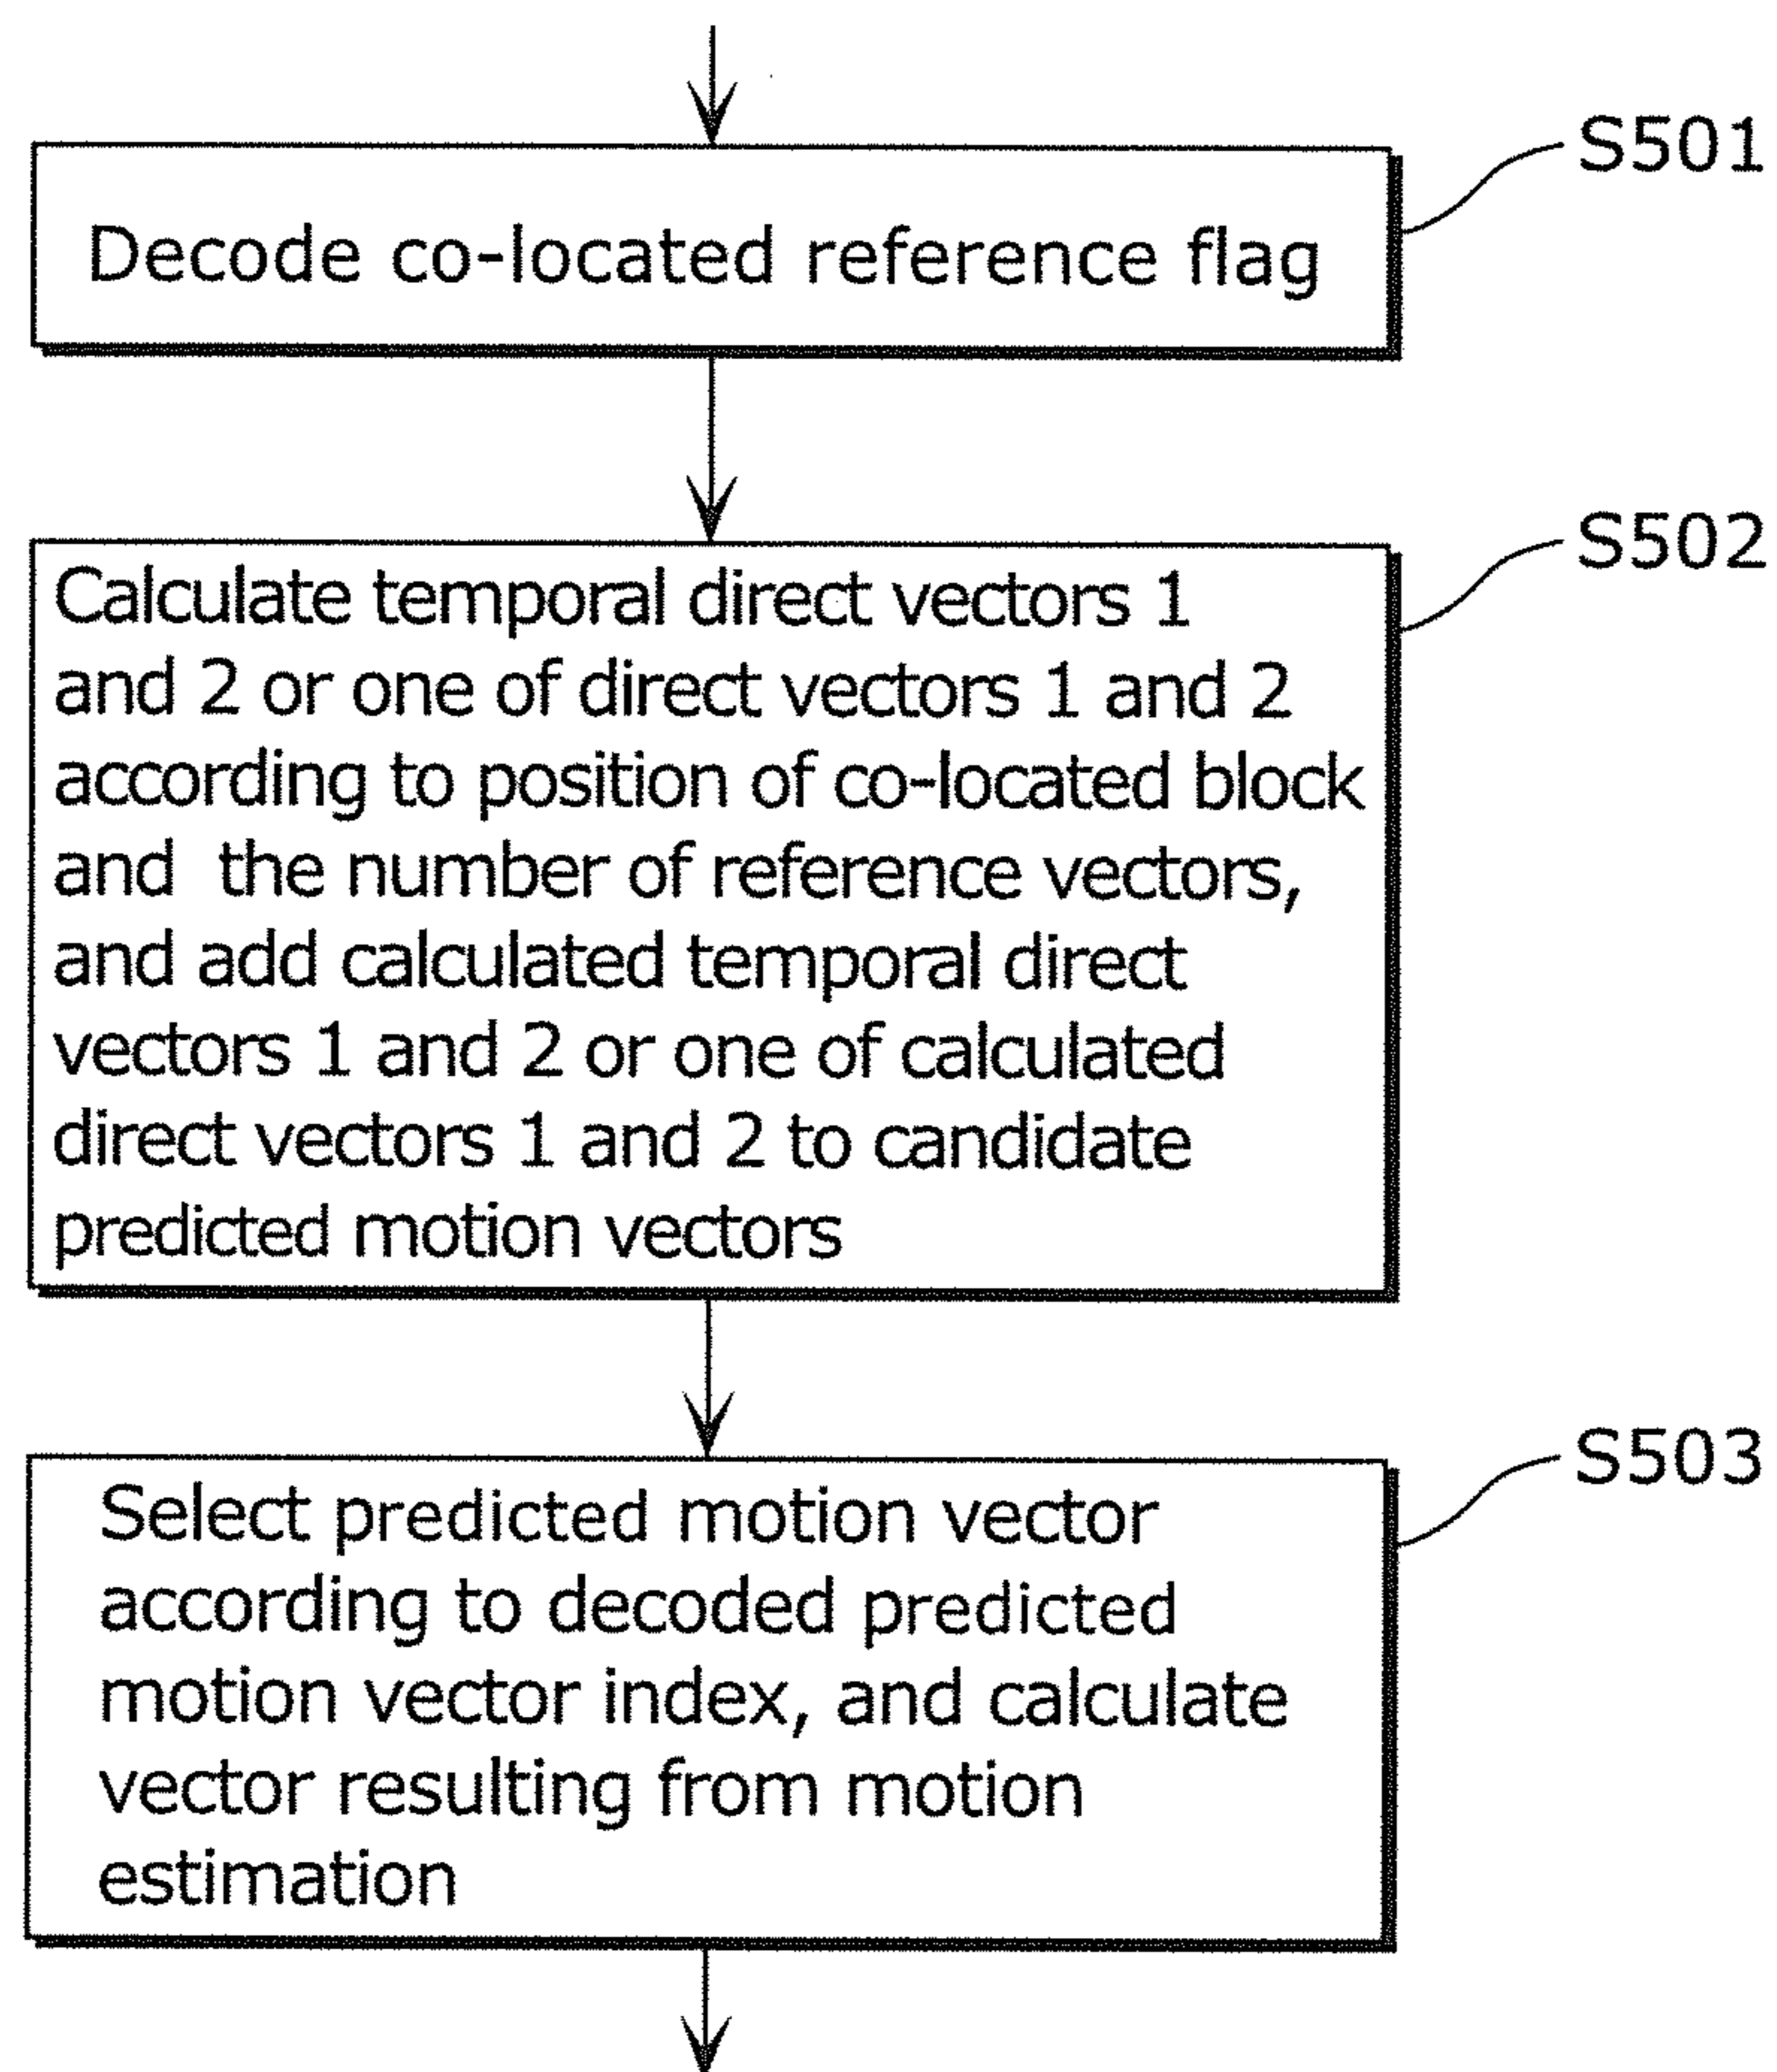 S501
Decode co-located reference flag
S502
Calculate temporal direct vectors 1
and 2 or one of direct vectors 1 and 2
according to position of co-located block
and the number of reference vectors,
and add calculated temporal direct
vectors 1 and 2 or one of calculated
direct vectors 1 and 2 to candidate
predicted motion vectors
S503
Select predicted motion vector
according to decoded predicted
motion vector index, and calculate
vector resulting from motion
estimation